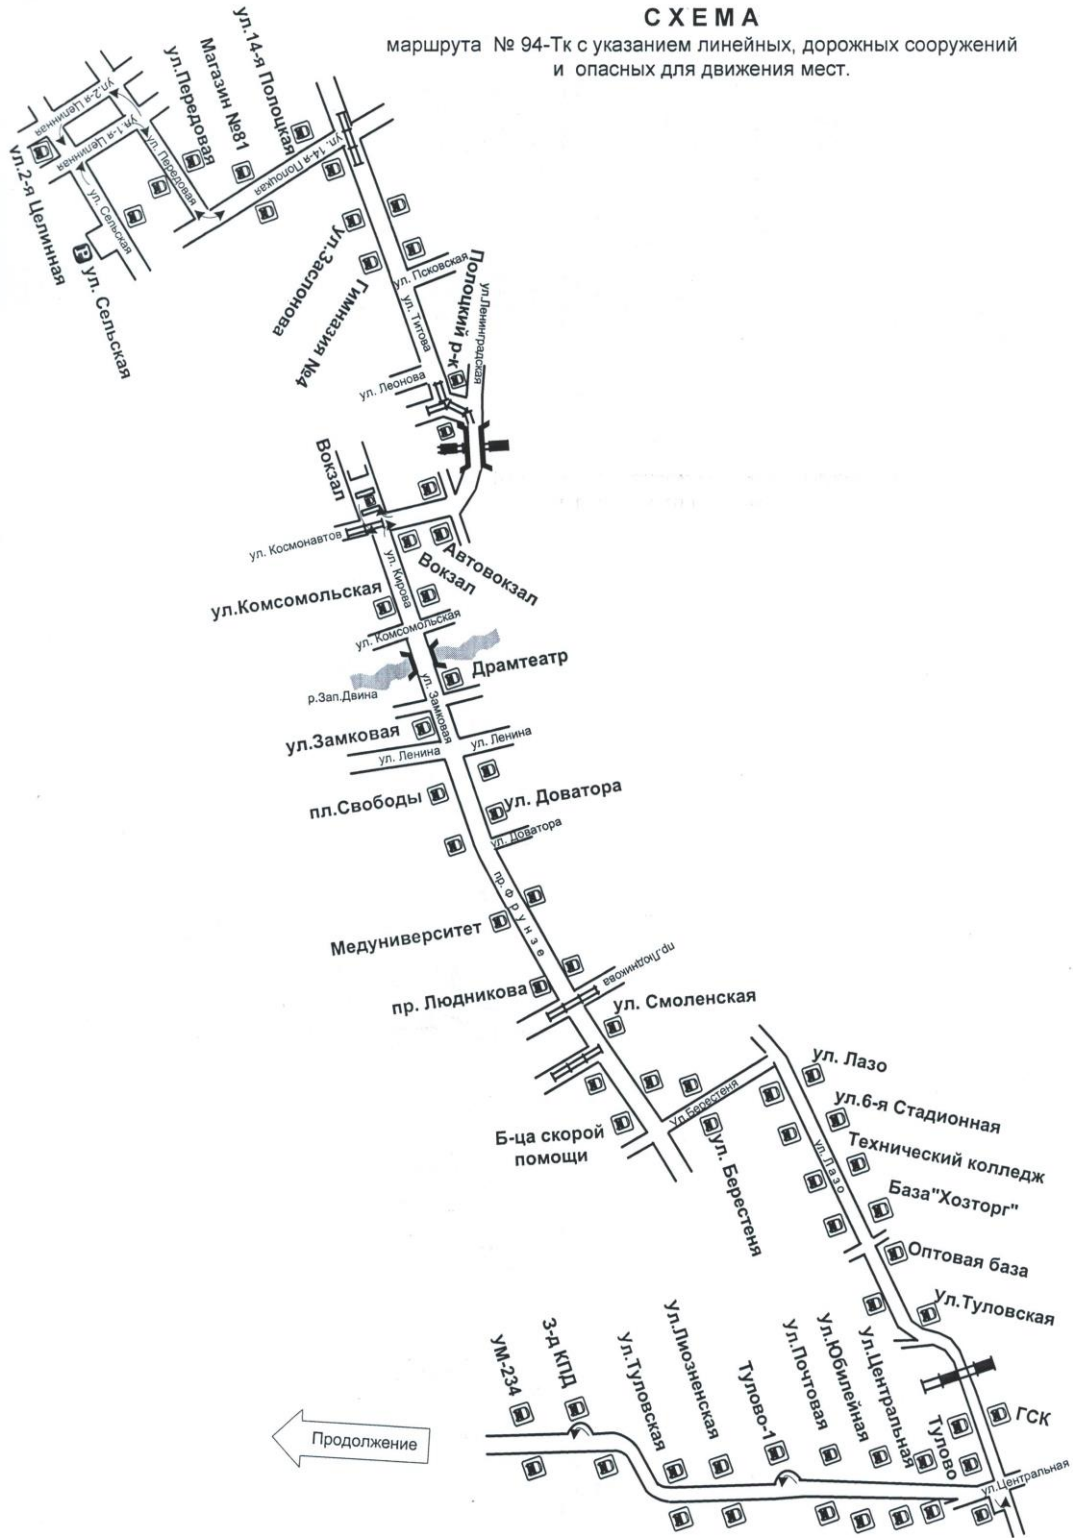 СХЕМА
маршрута № 94-Тк с указанием линейных, дорожных сооружений
и опасных для движения мест.
ул.14-я Полоцкая
Магазин №81
ул.Передовая
ул.2-я Целинная
ул.1-я Целинная
ул. Передовая
ул. 14-я Полоцкая
14-я Полоцкая
ул.2-я Целинная
ул. Сельская
ул. Сельская
ул.Заслонова
Гимназия №4
ул. Псковская
ул. Титова
Полоцкий р-к
ул.Ленинградская
ул. Леонова
Вокзал
ул. Космонавтов
ул. Кирова
Вокзал
Автовокзал
ул.Комсомольская
ул. Комсомольская
Драмтеатр
р.Зап.Двина
ул. Замковая
ул.Замковая
ул. Ленина
ул. Ленина
пл.Свободы
ул. Доватора
ул. Доватора
пр. Фрунзе
Медуниверситет
пр.Людникова
пр. Людникова
ул. Смоленская
Б-ца скорой
помощи
Ул.Берестеня
ул. Берестеня
ул. Лазо
ул.6-я Стадионная
Технический колледж
ул. Лазо
База"Хозторг"
Оптовая база
Ул.Туловская
ГСК
ул.Центральная
Продолжение
УМ-234
З-д КПД
Ул.Туловская
Ул.Лиозненская
Тулово-1
Ул.Почтовая
Ул.Юбилейная
Ул.Центральная
Тулово